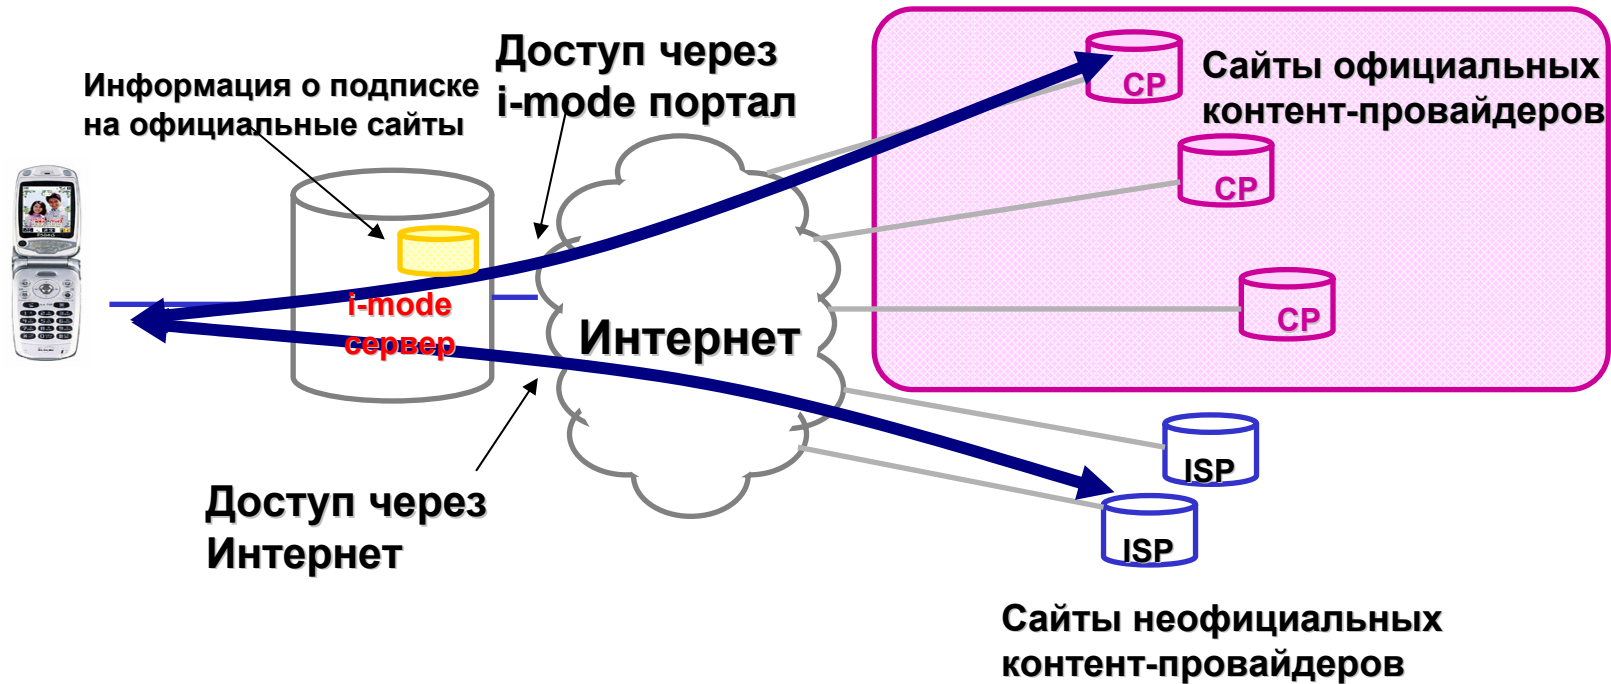 Доступ через
i-mode портал
Информация о подписке
на официальные сайты
Сайты официальных
контент-провайдеров
CP
CP
CP
i-mode
сервер
Интернет
ISP
ISP
Доступ через
Интернет
Сайты неофициальных
контент-провайдеров